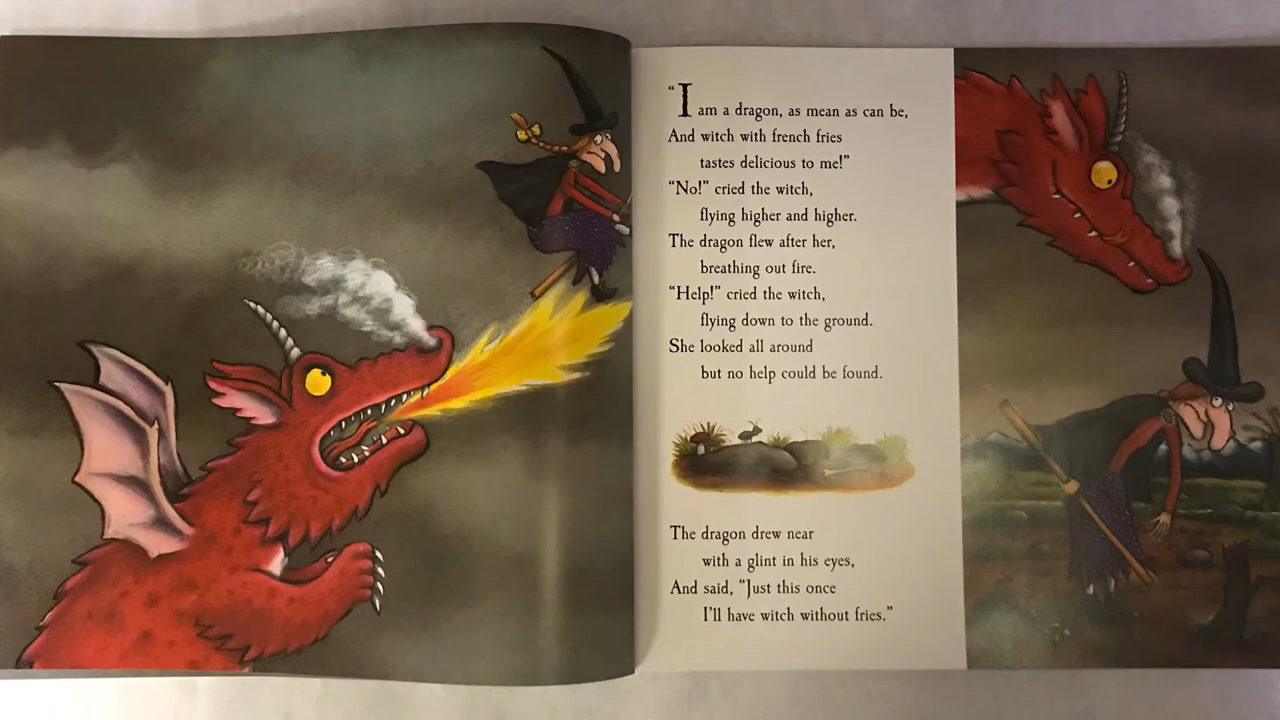 “I am a dragon, as mean as can be,
And witch with french fries
tastes delicious to me!”
“No!” cried the witch,
flying higher and higher.
The dragon flew after her,
breathing out fire.
“Help!” cried the witch,
flying down to the ground.
She looked all around
but no help could be found.
The dragon drew near
with a glint in his eyes,
And said, “Just this once
I’ll have witch without fries.”